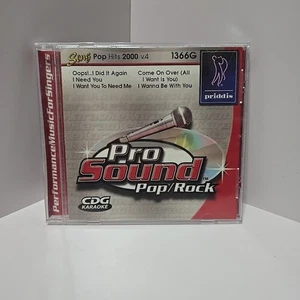 Sing Pop Hits 2000 v.4 1366G
Oops!..I Did It Again
I Need You
I Want You To Need Me
Come On Over (All
I Want Is You)
I Wanna Be With You
priddis
PerformanceMusicForSingers
Pro
Sound
Pop/Rock
CDG
KARAOKE